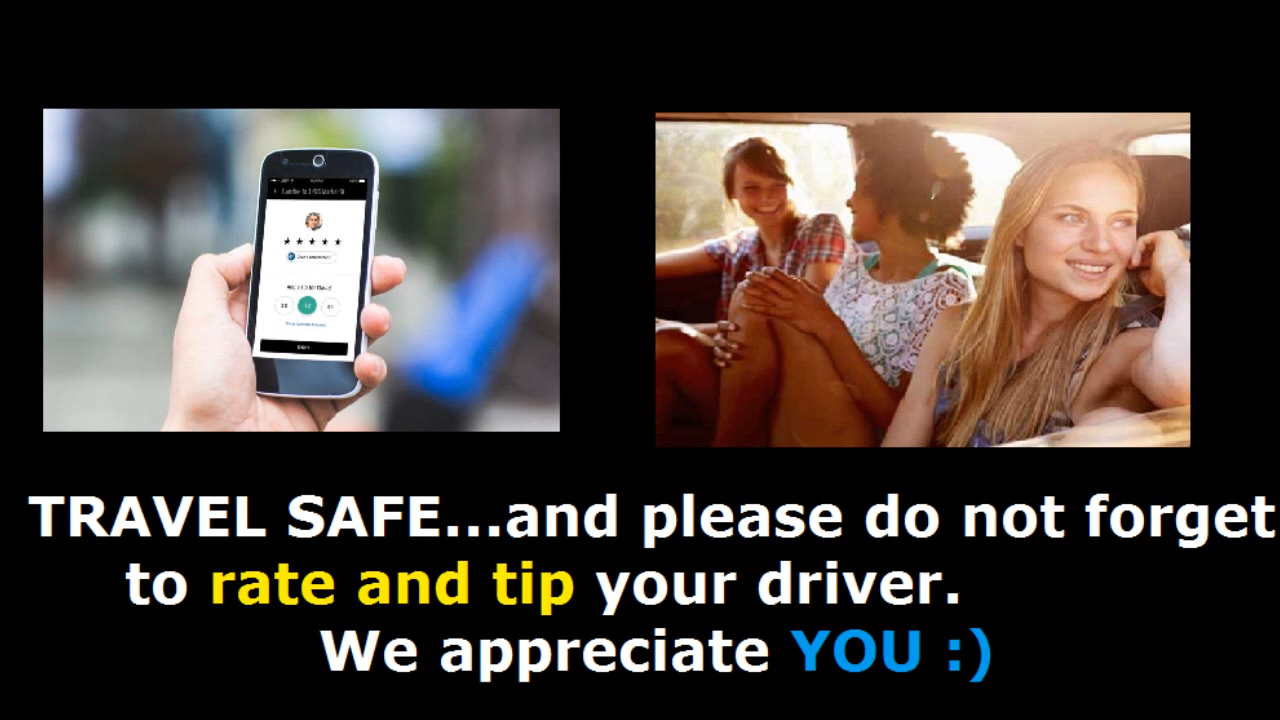 TRAVEL SAFE...and please do not forget
to rate and tip your driver.
We appreciate YOU :)